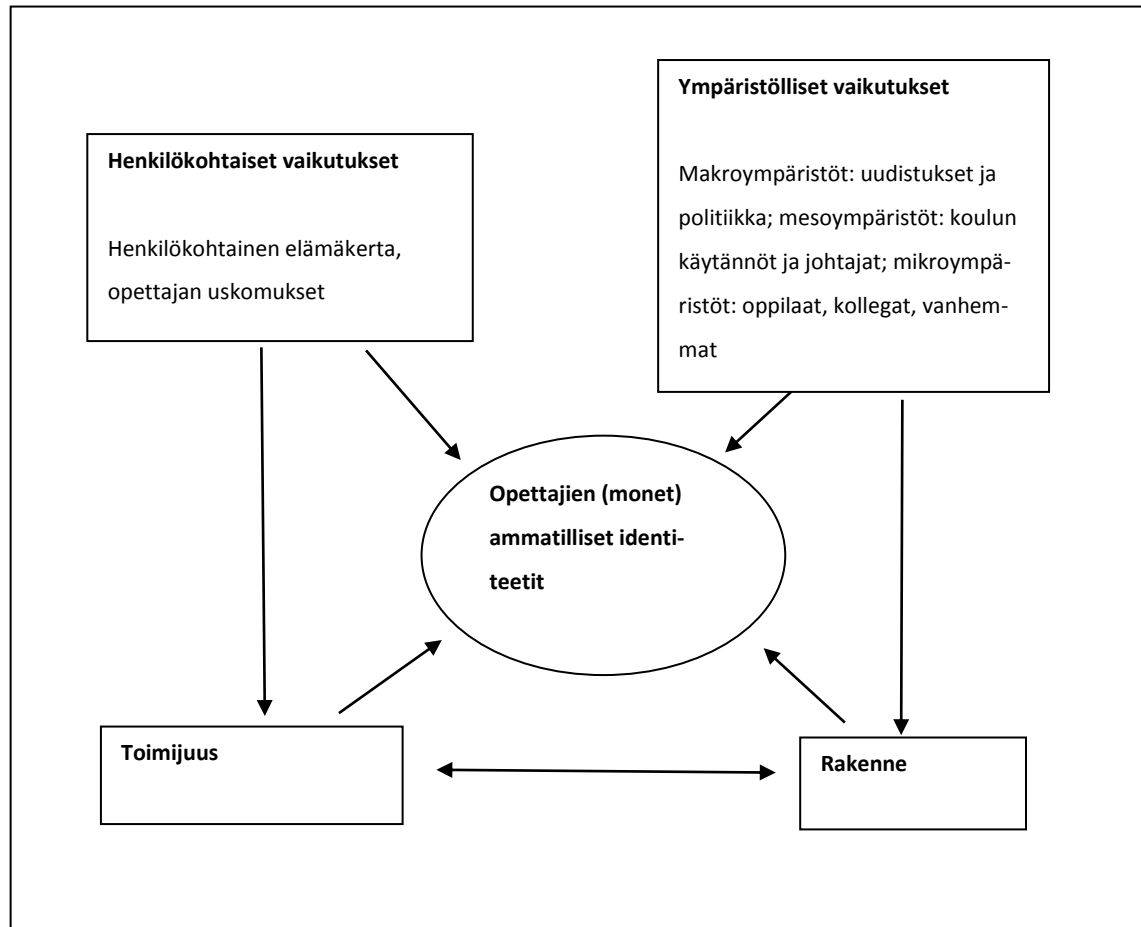 Henkilökohtaiset vaikutukset
Henkilökohtainen elämäkerta,
opettajan uskomukset
Ympäristölliset vaikutukset
Makroympäristöt: uudistukset ja
politiikka; mesoympäristöt: koulun
käytännöt ja johtajat; mikroympä-
ristöt: oppilaat, kollegat, vanhem-
mat
Opettajien (monet)
ammatilliset identi-
teetit
Toimijuus
Rakenne